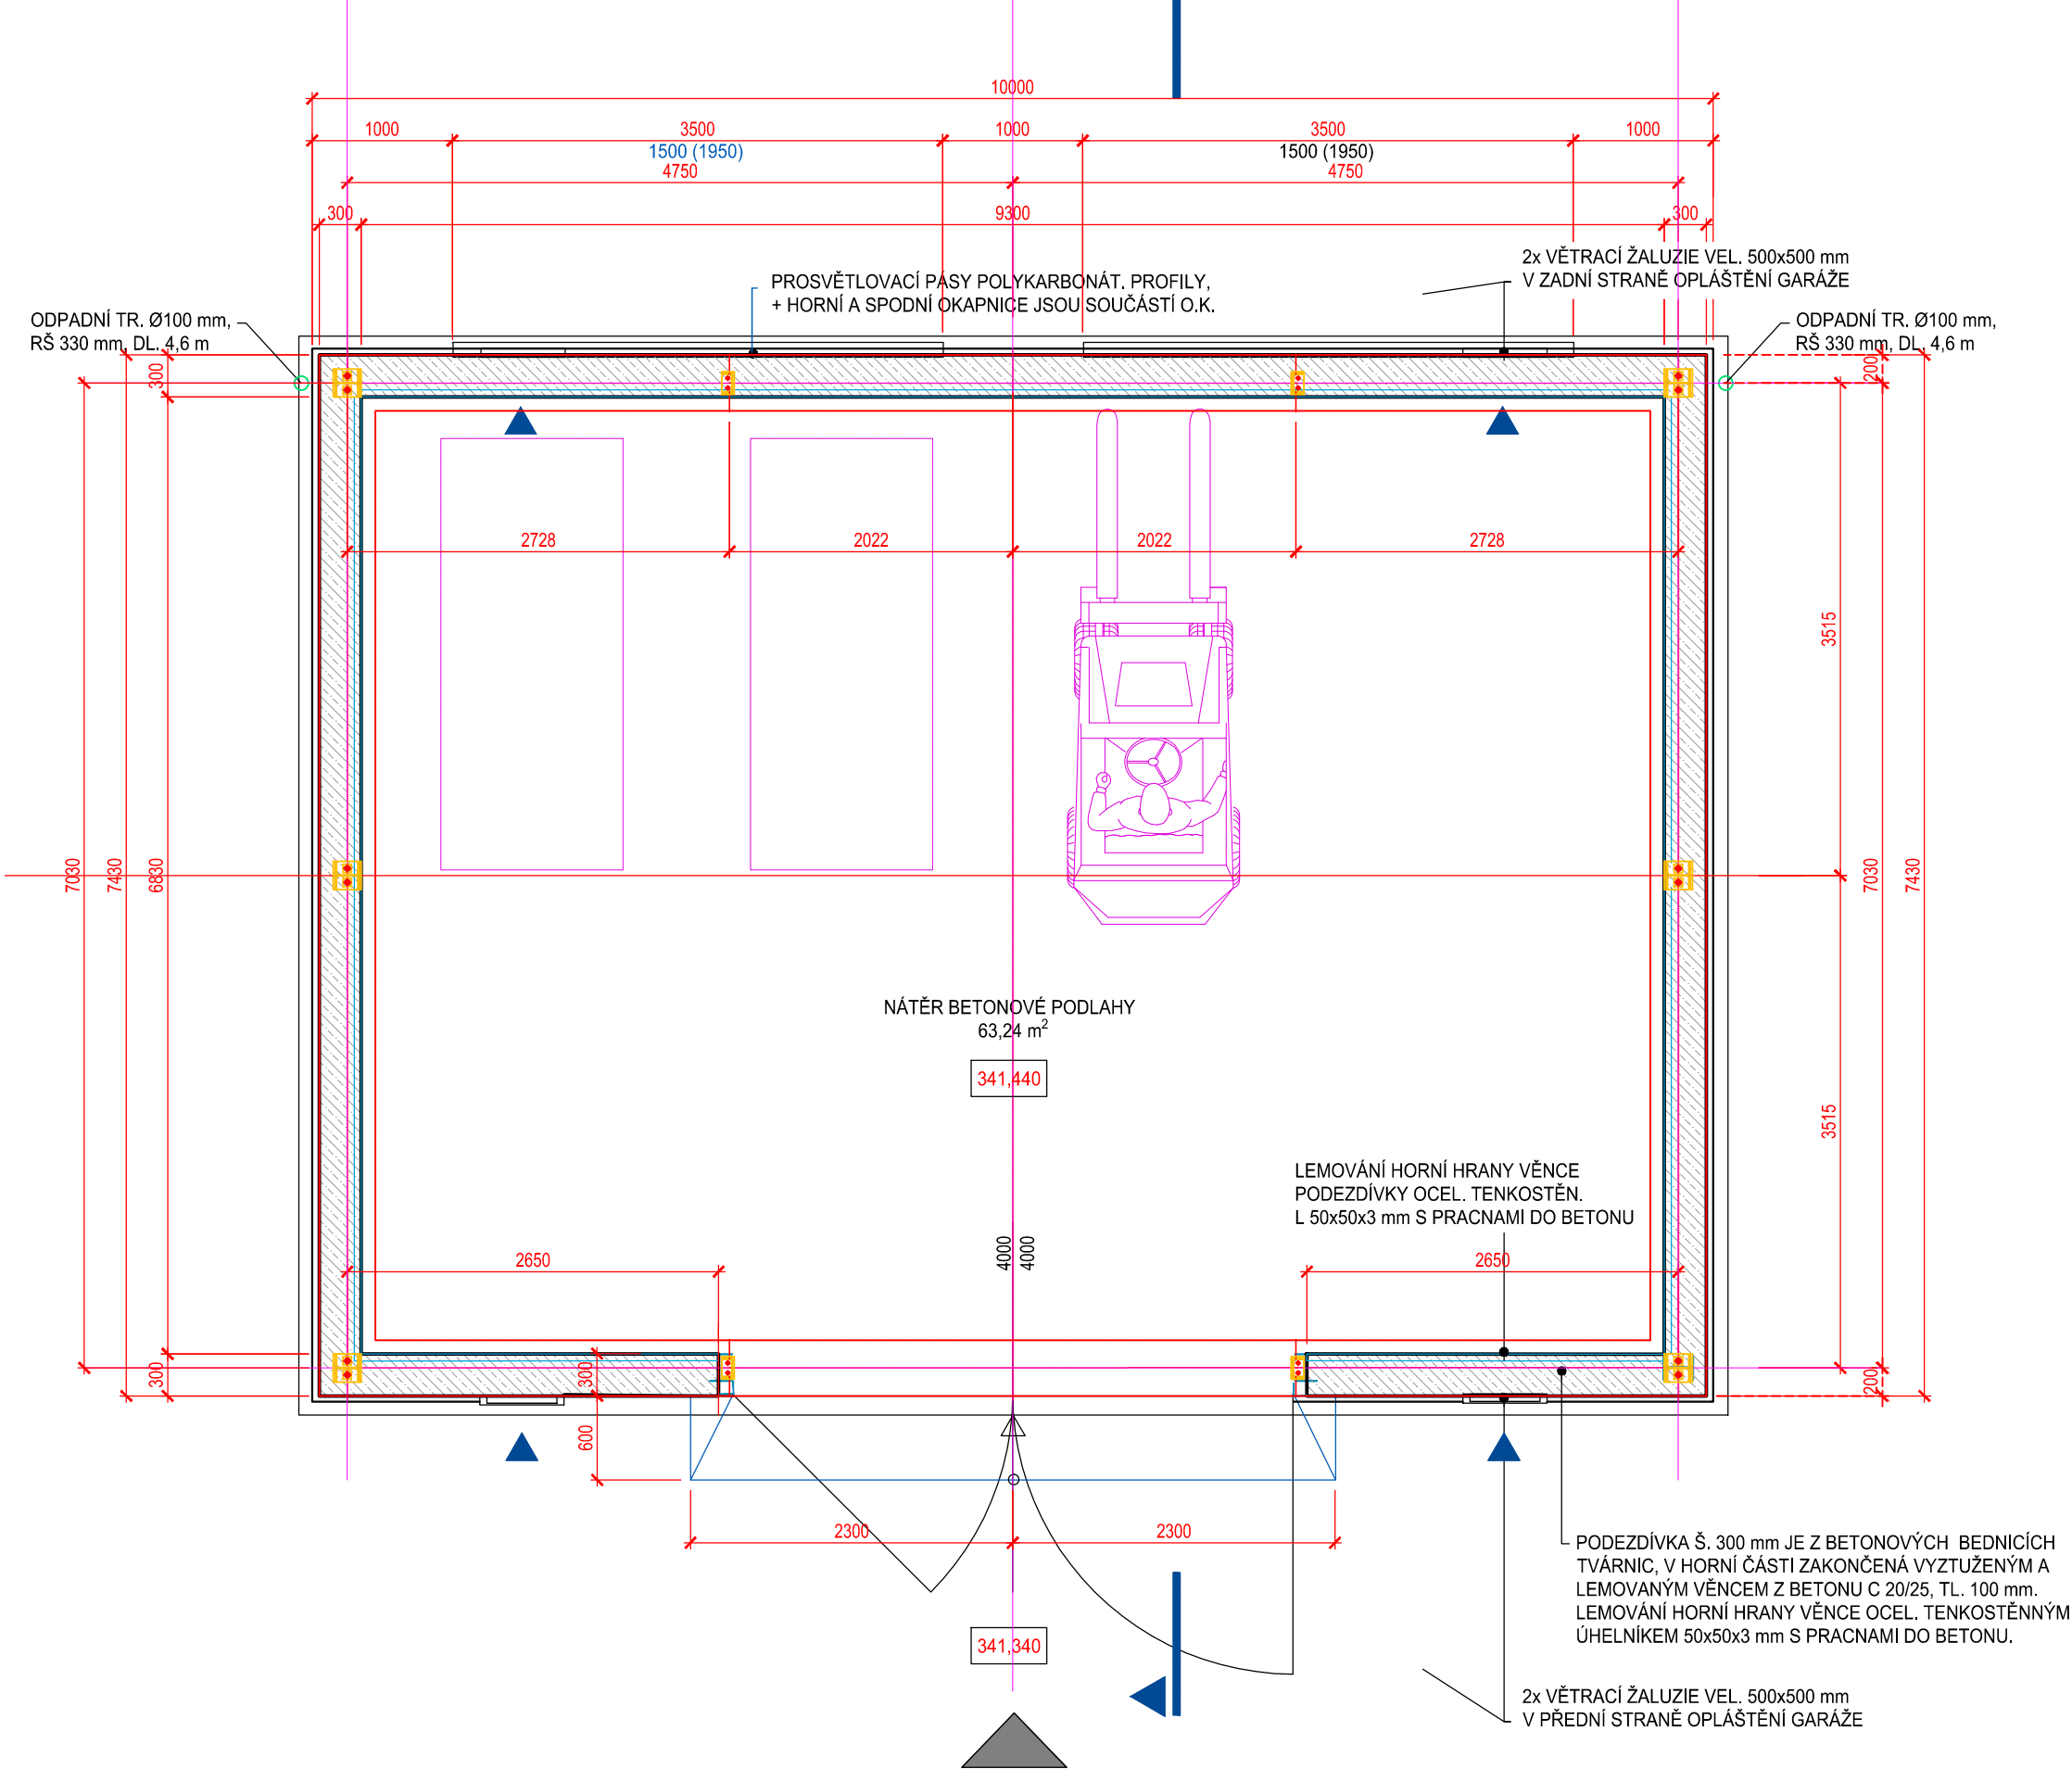 10000
1000
3500
1000
3500
1000
1500 (1950)
1500 (1950)
4750
4750
300
9300
300
2x VĚTRACÍ ŽALUZIE VEL. 500x500 mm
V ZADNÍ STRANĚ OPLÁŠTĚNÍ GARÁŽE
PROSVĚTLOVACÍ PÁSY POLYKARBONÁT. PROFILY,
+ HORNÍ A SPODNÍ OKAPNICE JSOU SOUČÁSTÍ O.K.
ODPADNÍ TR. Ø100 mm,
RŠ 330 mm, DL. 4,6 m
ODPADNÍ TR. Ø100 mm,
RŠ 330 mm, DL. 4,6 m
300
200
2728
2022
2022
2728
3515
7030
7430
6830
7030
7430
NÁTĚR BETONOVÉ PODLAHY
63,24 m²
341,440
3515
LEMOVÁNÍ HORNÍ HRANY VĚNCE
PODEZDÍVKY OCEL. TENKOSTĚN.
L 50x50x3 mm S PRACNAMI DO BETONU
4000
4000
2650
2650
300
300
200
600
2300
2300
PODEZDÍVKA Š. 300 mm JE Z BETONOVÝCH BEDNICÍCH
TVÁRNIC, V HORNÍ ČÁSTI ZAKONČENÁ VYZTUŽENÝM A
LEMOVANÝM VĚNCEM Z BETONU C 20/25, TL. 100 mm.
LEMOVÁNÍ HORNÍ HRANY VĚNCE OCEL. TENKOSTĚNNÝM
ÚHELNÍKEM 50x50x3 mm S PRACNAMI DO BETONU.
341,340
2x VĚTRACÍ ŽALUZIE VEL. 500x500 mm
V PŘEDNÍ STRANĚ OPLÁŠTĚNÍ GARÁŽE